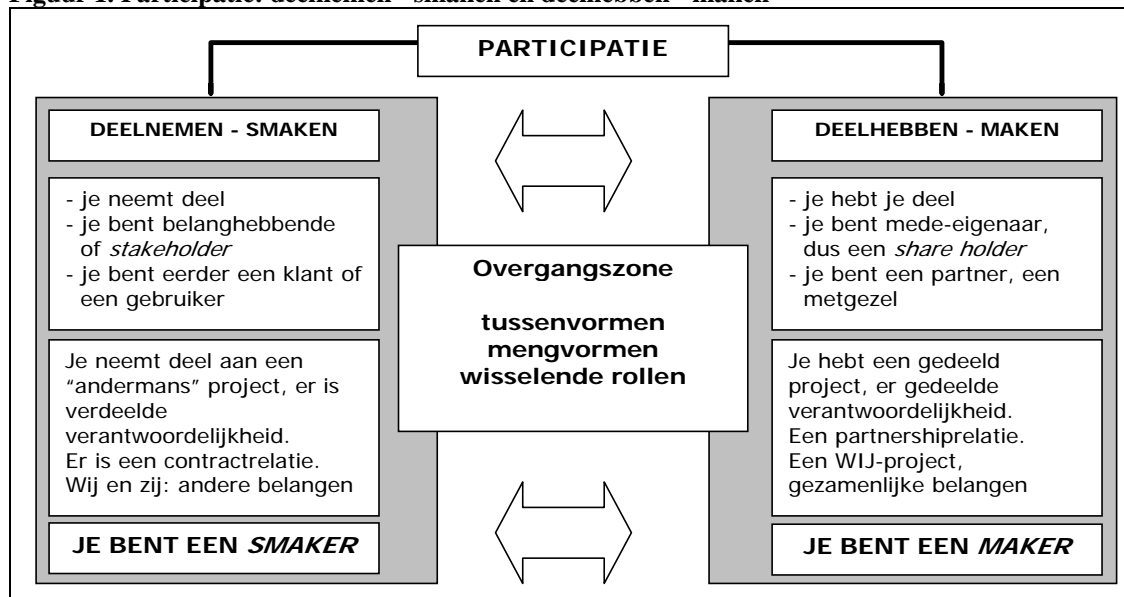 Figuur 1. Participatie: deelnemen - smaken en deelhebben - maken
PARTICIPATIE
DEELNEMEN - SMAKEN
- je neemt deel
- je bent belanghebbende
of stakeholder
- je bent eerder een klant of
een gebruiker
Je neemt deel aan een
“andermans” project, er is
verdeelde
verantwoordelijkheid.
Er is een contractrelatie.
Wij en zij: andere belangen
JE BENT EEN SMAKER
Overgangszone
tussenvormen
mengvormen
wisselende rollen
DEELHEBBEN - MAKEN
- je hebt je deel
- je bent mede-eigenaar,
dus een share holder
- je bent een partner, een
metgezel
Je hebt een gedeeld
project, er gedeelde
verantwoordelijkheid.
Een partnershiprelatie.
Een WIJ-project,
gezamenlijke belangen
JE BENT EEN MAKER